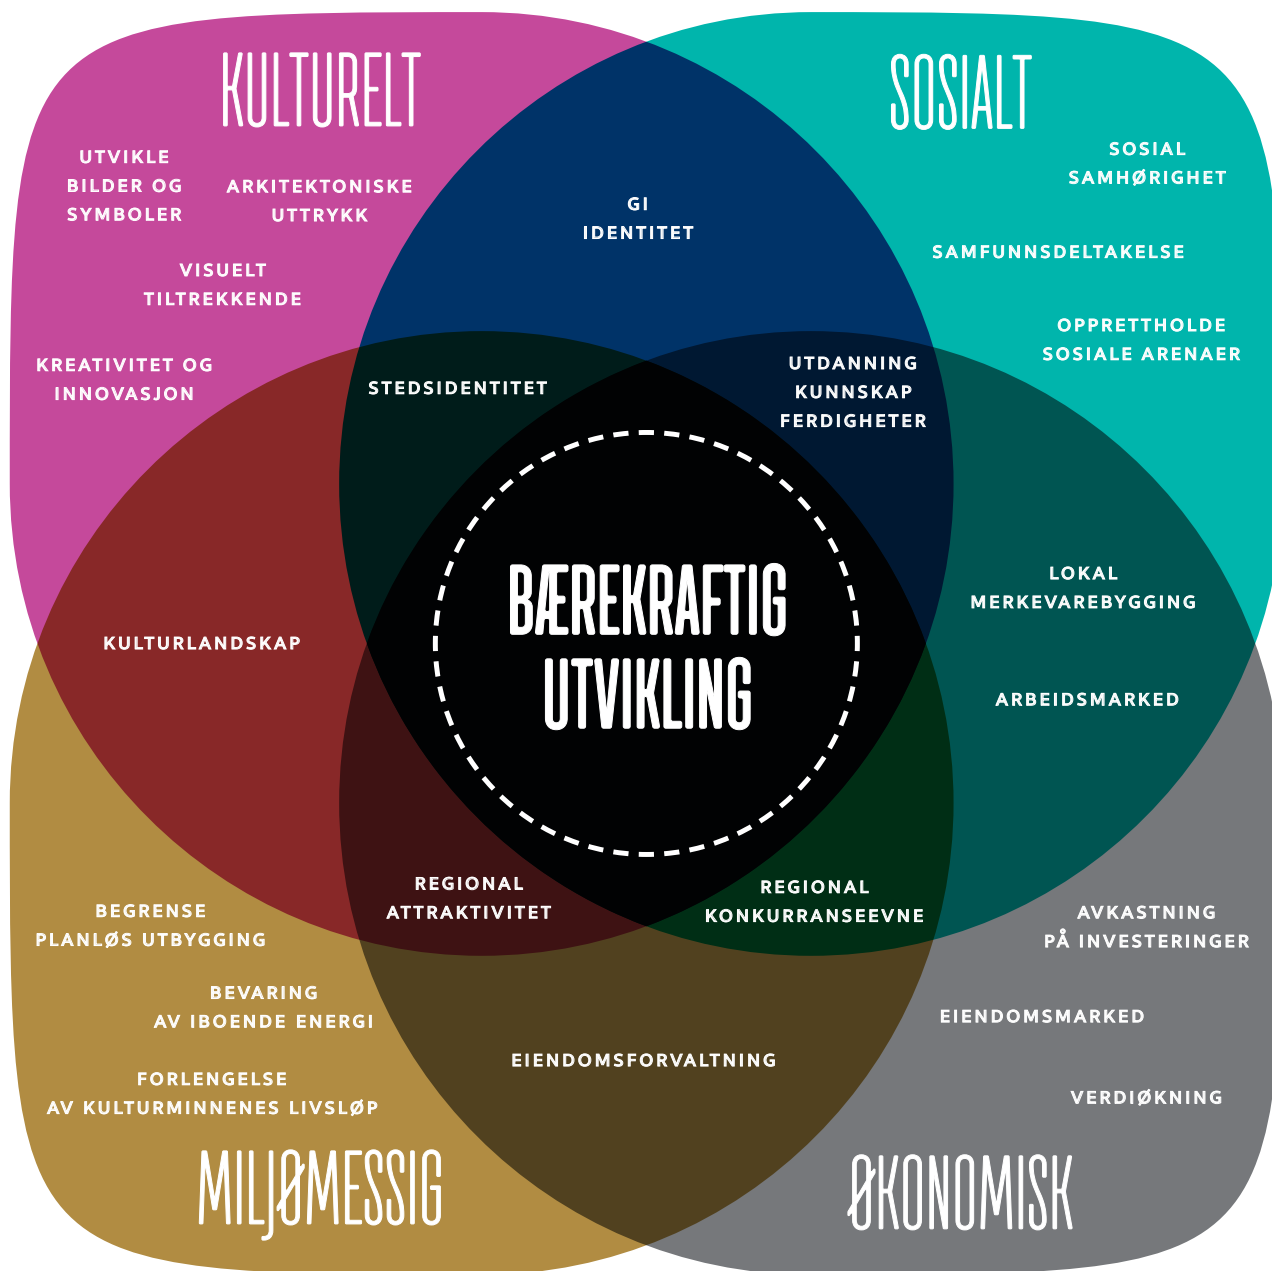 KULTURELT
UTVIKLE
BILDER OG
SYMBOLER
ARKITEKTONISKE
UTTRYKK
VISUELT
TILTREKKENDE
KREATIVITET OG
INNOVASJON
GI
IDENTITET
SOSIALT
SOSIAL
SAMHØRIGHET
SAMFUNNSDELTAKELSE
OPPRETTHOLDE
SOSIALE ARENAER
STEDSIDENTITET
UTDANNING
KUNNSKAP
FERDIGHETER
KULTURLANDSKAP
BÆREKRAFTIG
UTVIKLING
LOKAL
MERKEVAREBYGGING
ARBEIDSMARKED
REGIONAL
ATTRAKTIVITET
REGIONAL
KONKURRANSEEVNE
BEGRENSE
PLANLØS UTBYGGING
BEVARING
AV IBOENDE ENERGI
FORLENGELSE
AV KULTURMINNENES LIVSLØP
MILJØMESSIG
EIENDOMSFORVALTNING
AVKASTNING
PÅ INVESTERINGER
EIENDOMSMARKED
VERDIØKNING
ØKONOMISK